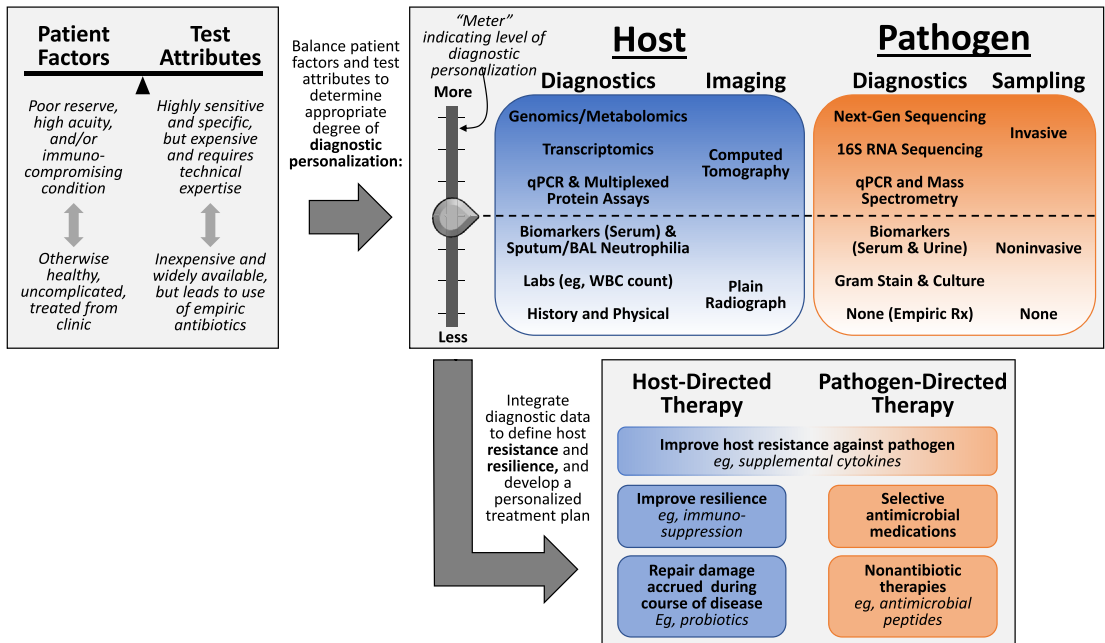 Patient
Factors
Test
Attributes
Poor reserve,
high acuity,
and/or
immuno-
compromising
condition
Highly sensitive
and specific,
but expensive
and requires
technical
expertise
Otherwise
healthy,
uncomplicated,
treated from
clinic
Inexpensive and
widely available,
but leads to use
of empiric
antibiotics
Balance patient
factors and test
attributes to
determine
appropriate
degree of
diagnostic
personalization:
“Meter”
indicating level of
diagnostic
personalization
More
Less
Host
Diagnostics
Imaging
Genomics/Metabolomics
Transcriptomics
qPCR & Multiplexed
Protein Assays
Biomarkers (Serum) &
Sputum/BAL Neutrophilia
Labs (eg, WBC count)
History and Physical
Computed
Tomography
Plain
Radiograph
Pathogen
Diagnostics
Sampling
Next-Gen Sequencing
16S RNA Sequencing
qPCR and Mass
Spectrometry
Biomarkers
(Serum & Urine)
Gram Stain & Culture
None (Empiric Rx)
Invasive
Noninvasive
None
Integrate
diagnostic data
to define host
resistance and
resilience, and
develop a
personalized
treatment plan
Host-Directed
Therapy
Pathogen-Directed
Therapy
Improve host resistance against pathogen
eg, supplemental cytokines
Improve resilience
eg, immuno-
suppression
Selective
antimicrobial
medications
Repair damage
accrued during
course of disease
Eg, probiotics
Nonantibiotic
therapies
eg, antimicrobial
peptides